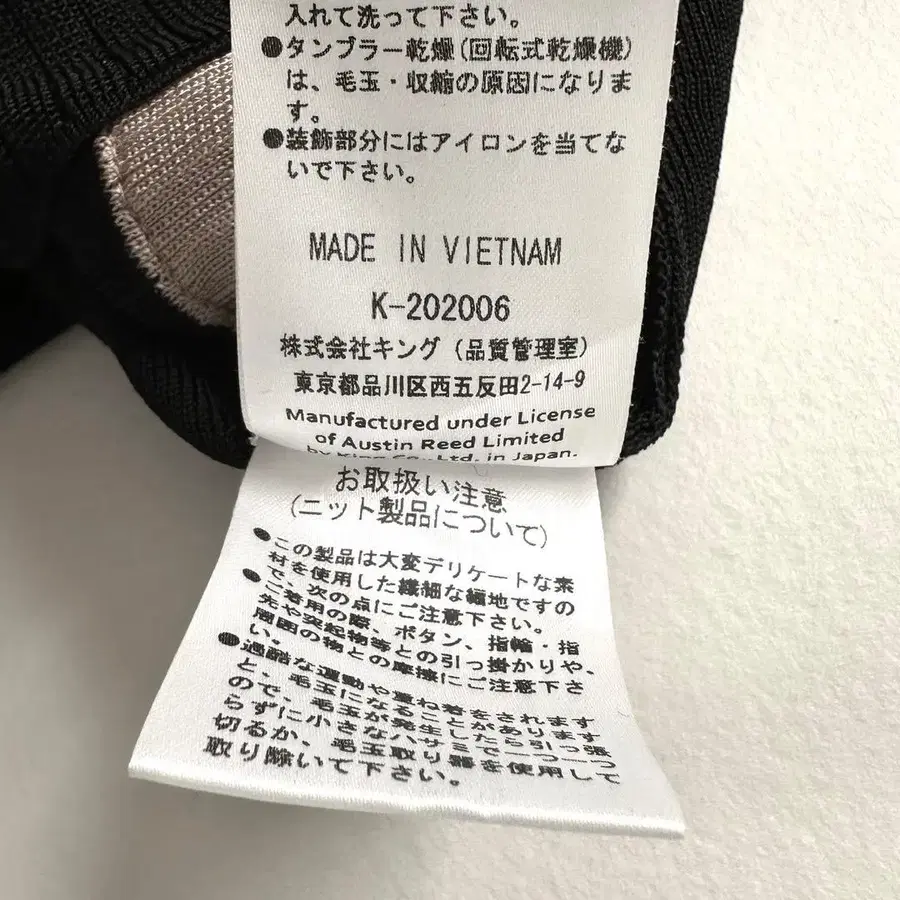 入れて洗って下さい。
●タンブラー乾燥(回転式乾燥機)
は、毛玉・収縮の原因になりま
す。
●装飾部分にはアイロンを当てな
いで下さい。
MADE IN VIETNAM
K-202006
株式会社キング (品質管理室)
東京都品川区西五反田2-14-9
Manufactured under License
of Austin Reed Limited
by King Co., Ltd. in Japan.
お取扱い注意
(ニット製品について)
●この製品は大変デリケートな素
材を使用した繊細な編地ですの
で、次の点にご注意下さい。
●ご着用の際、ボタン、指輪・指
先や突起物等との引っ掛かりや、
周囲の物との摩擦にご注意下さ
い。
●過酷な運動や重ね着をされます
と、毛玉になることがあります
ので、毛玉が発生したら引っ張
らずに小さなハサミで一つ一つ
切るか、毛玉取り器を使用して
取り除いて下さい。